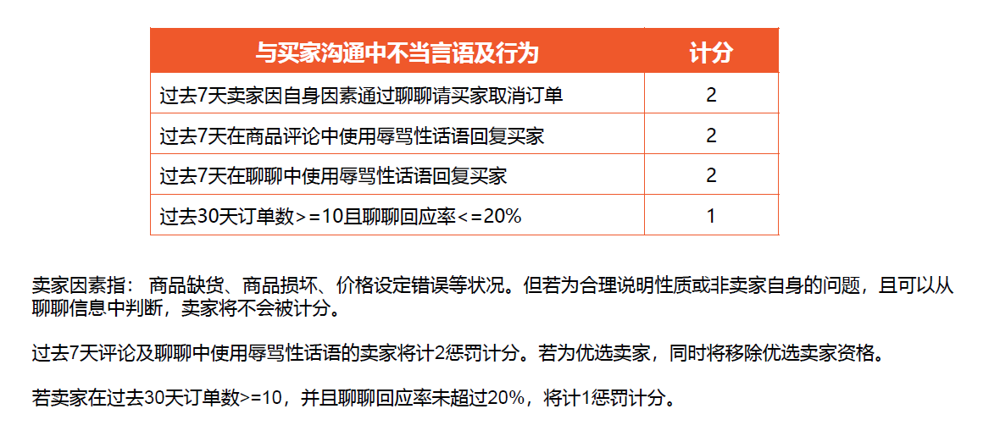 与买家沟通中不当言语及行为 计分
过去7天卖家因自身因素通过聊聊请买家取消订单 2
过去7天在商品评论中使用辱骂性话语回复买家 2
过去7天在聊聊中使用辱骂性话语回复买家 2
过去30天订单数>=10且聊聊回应率<=20% 1
卖家因素指： 商品缺货、商品损坏、价格设定错误等状况。但若为合理说明性质或非卖家自身的问题，且可以从
聊聊信息中判断，卖家将不会被计分。
过去7天评论及聊聊中使用辱骂性话语的卖家将计2惩罚计分。若为优选卖家，同时将移除优选卖家资格。
若卖家在过去30天订单数>=10，并且聊聊回应率未超过20%，将计1惩罚计分。